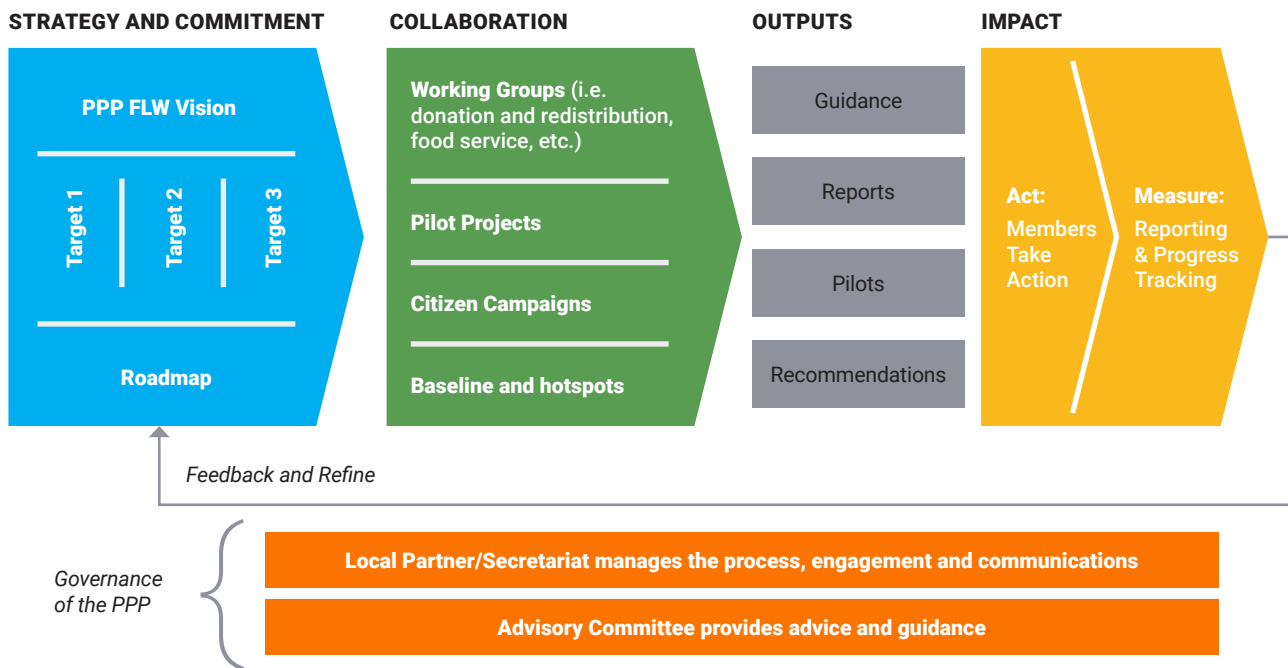 STRATEGY AND COMMITMENT
PPP FLW Vision
Target 1
Target 2
Target 3
Roadmap
COLLABORATION
Working Groups (i.e.
donation and redistribution,
food service, etc.)
Pilot Projects
Citizen Campaigns
Baseline and hotspots
OUTPUTS
Guidance
Reports
Pilots
Recommendations
IMPACT
Act:
Members
Take
Action
Measure:
Reporting
& Progress
Tracking
Feedback and Refine
Governance
of the PPP
Local Partner/Secretariat manages the process, engagement and communications
Advisory Committee provides advice and guidance